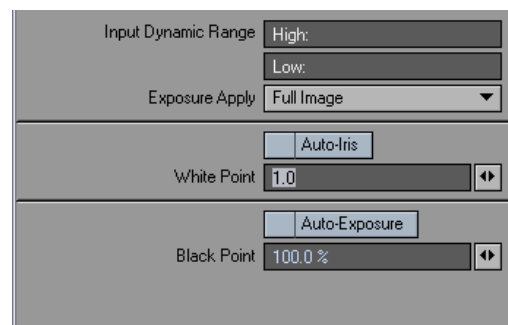 Input Dynamic Range High:
Low:
Exposure Apply Full Image
Auto-Iris
White Point 1.0
Auto-Exposure
Black Point 100.0 %